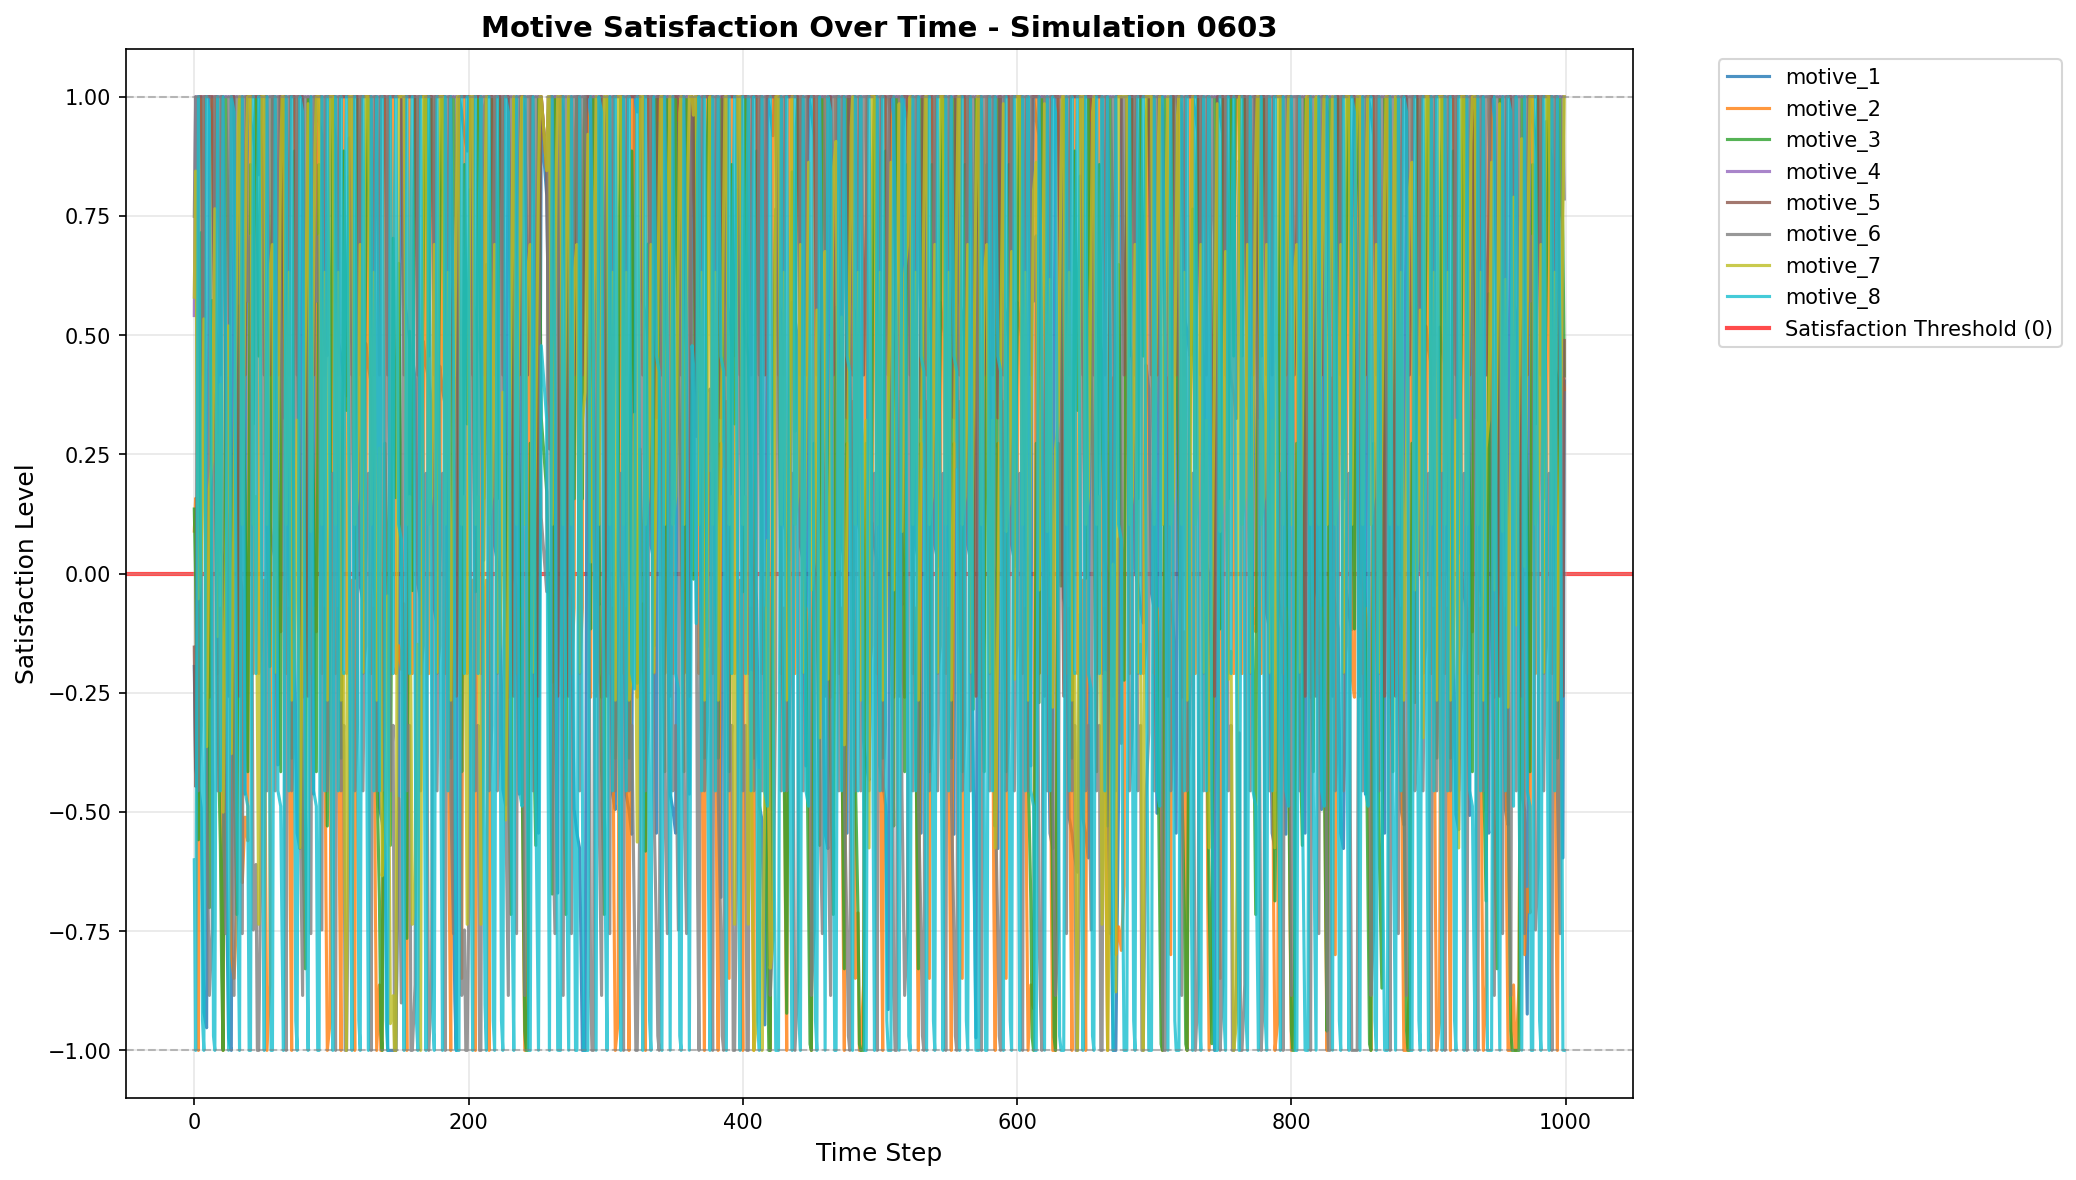 Motive Satisfaction Over Time - Simulation 0603
1.00
0.75
0.50
0.25
0.00
−0.25
−0.50
−0.75
−1.00
Satisfaction Level
0
200
400
600
800
1000
Time Step
motive_1
motive_2
motive_3
motive_4
motive_5
motive_6
motive_7
motive_8
Satisfaction Threshold (0)